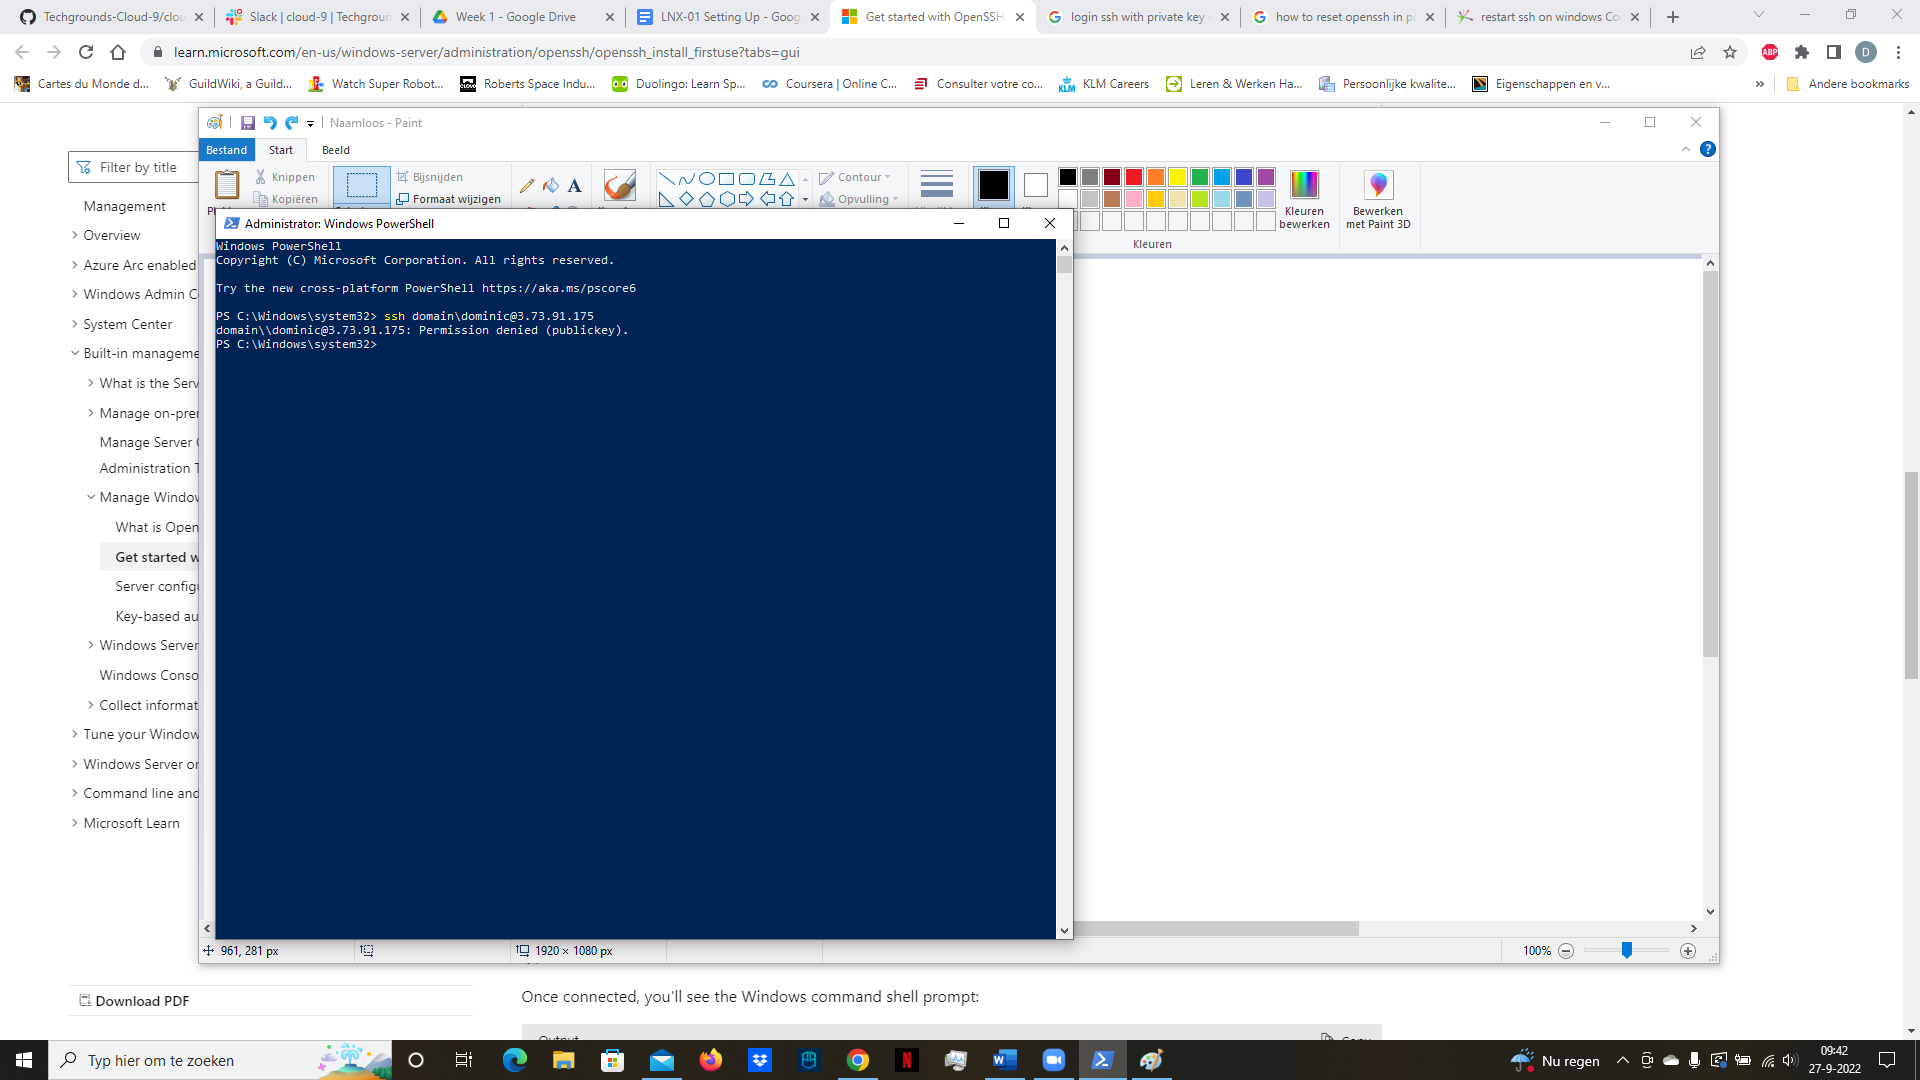 Techgrounds-Cloud-9/clou
Slack | cloud-9 | Techgroun
Week 1 - Google Drive
LNX-01 Setting Up - Goog
Get started with OpenSSH
login ssh with private key -
how to reset openssh in po
restart ssh on windows Co
learn.microsoft.com/en-us/windows-server/administration/openssh/openssh_install_firstuse?tabs=gui
ABP
D
Cartes du Monde d...
GuildWiki, a Guild...
Watch Super Robot...
Roberts Space Indu...
Duolingo: Learn Sp...
Coursera | Online C...
Consulter votre co...
KLM Careers
Leren & Werken Ha...
Persoonlijke kwalite...
Eigenschappen en v...
»
Andere bookmarks
Naamloos - Paint
Bestand
Start
Beeld
Filter by title
Knippen
Kopiëren
Bijsnijden
Formaat wijzigen
Contour
Opvulling
Kleuren bewerken
Bewerken met Paint 3D
Kleuren
Management
Overview
Azure Arc enabled
Windows Admin C
System Center
Built-in manageme
What is the Serv
Manage on-prer
Manage Server
Administration T
Manage Window
What is Open
Get started w
Server configu
Key-based au
Windows Server
Windows Conso
Collect informat
Tune your Window
Windows Server or
Command line and
Microsoft Learn
Download PDF
Administrator: Windows PowerShell
Windows PowerShell
Copyright (C) Microsoft Corporation. All rights reserved.
Try the new cross-platform PowerShell https://aka.ms/pscore6
PS C:\Windows\system32> ssh domain\dominic@3.73.91.175
domain\\dominic@3.73.91.175: Permission denied (publickey).
PS C:\Windows\system32>
961, 281 px
1920 × 1080 px
100%
Once connected, you'll see the Windows command shell prompt:
Output
Copy
Typ hier om te zoeken
Nu regen
09:42
27-9-2022